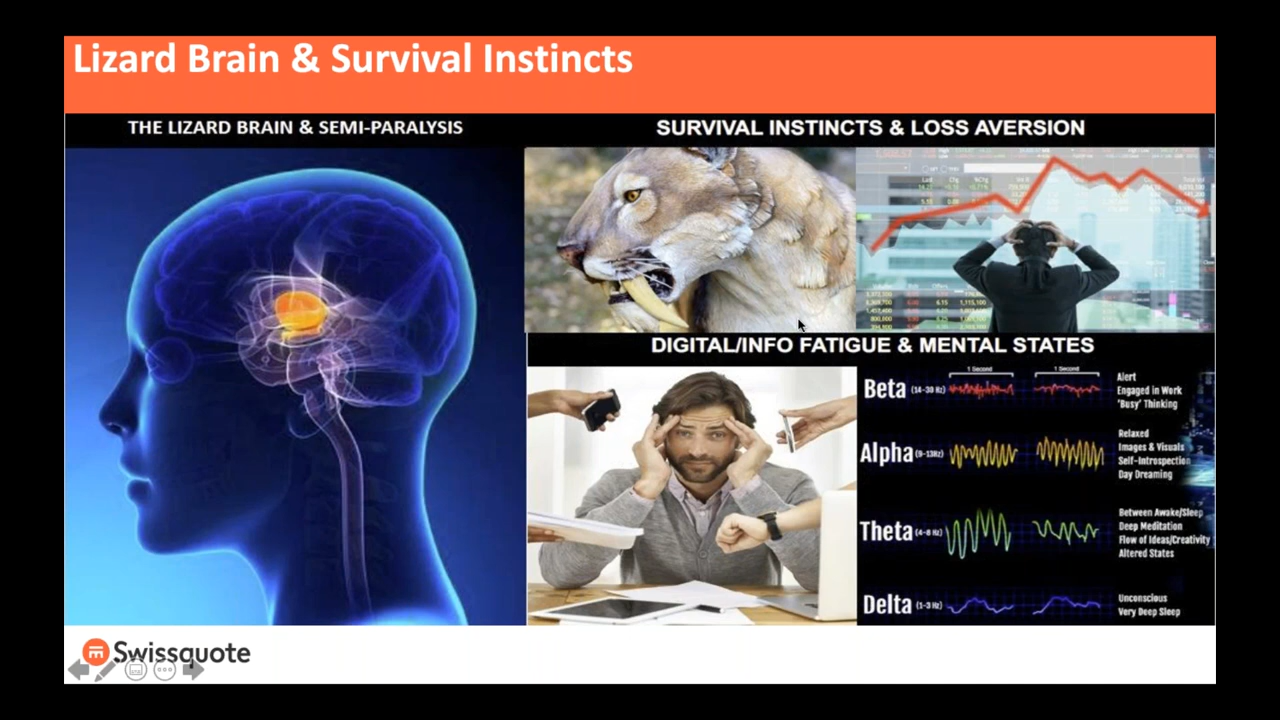 Lizard Brain & Survival Instincts
THE LIZARD BRAIN & SEMI-PARALYSIS
SURVIVAL INSTINCTS & LOSS AVERSION
DIGITAL/INFO FATIGUE & MENTAL STATES
1 Second
1 Second
Beta (14-30 Hz)
Alert
Engaged in Work
'Busy' Thinking
Alpha (9-13Hz)
Relaxed
Images & Visuals
Self-Introspection
Day Dreaming
Theta (4-8 Hz)
Between Awake/Sleep
Deep Meditation
Flow of Ideas/Creativity
Altered States
Delta (1-3 Hz)
Unconscious
Very Deep Sleep
Swissquote